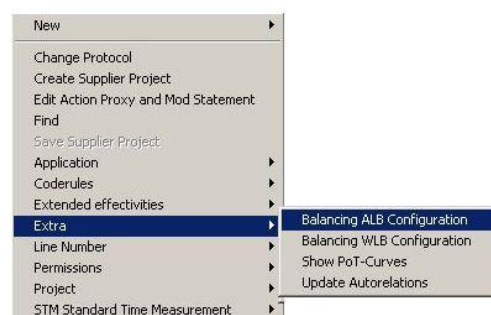 New
Change Protocol
Create Supplier Project
Edit Action Proxy and Mod Statement
Find
Save Supplier Project
Application
Coderules
Extended effectivities
Extra
Line Number
Permissions
Project
STM Standard Time Measurement
Balancing ALB Configuration
Balancing WLB Configuration
Show PoT-Curves
Update Autorelations